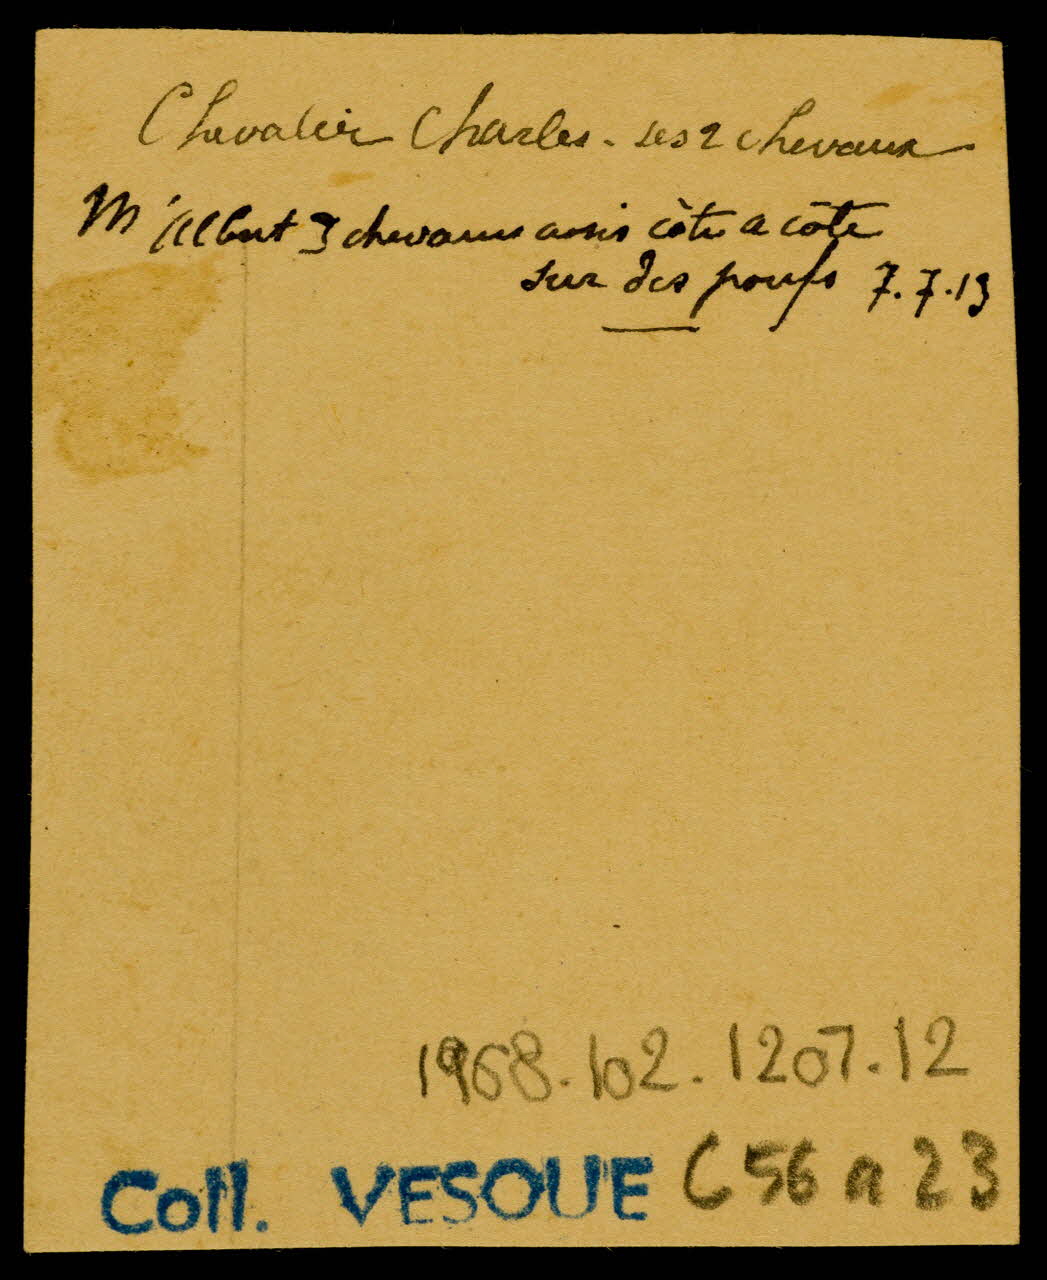 Chevalier Charles - ses 2 chevaux
M Albert 3 chevaux assis côte a côte
sur des poufs 7.7.13
1968.102.1207.12
Coll. VESQUE C 56 a 23